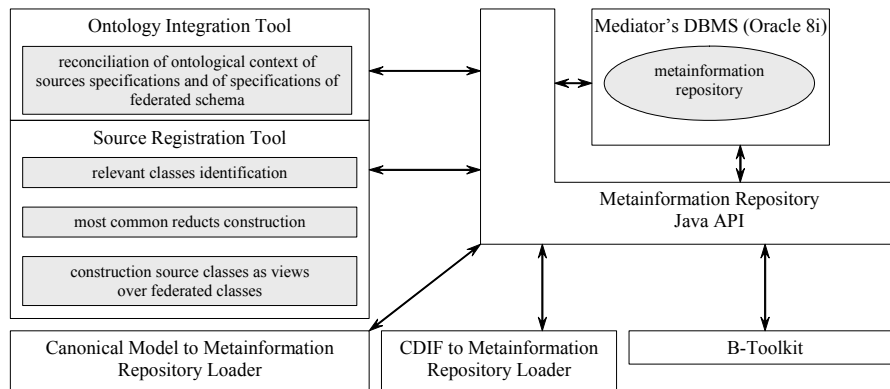 Ontology Integration Tool
reconciliation of ontological context of
sources specifications and of specifications of
federated schema
Source Registration Tool
relevant classes identification
most common reducts construction
construction source classes as views
over federated classes
Mediator's DBMS (Oracle 8i)
metainformation
repository
Metainformation Repository
Java API
Canonical Model to Metainformation
Repository Loader
CDIF to Metainformation
Repository Loader
B-Toolkit